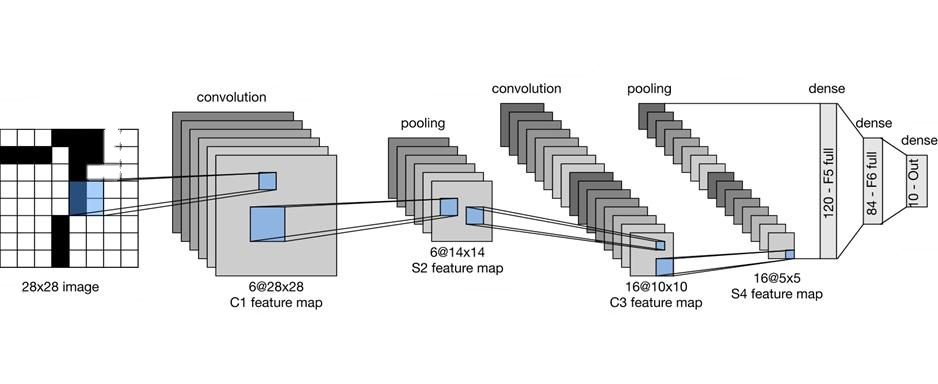 convolution
pooling
convolution
pooling
dense
dense
dense
28x28 image
6@28x28
C1 feature map
6@14x14
S2 feature map
16@10x10
C3 feature map
16@5x5
S4 feature map
120 - F5 full
84 - F6 full
10 - Out